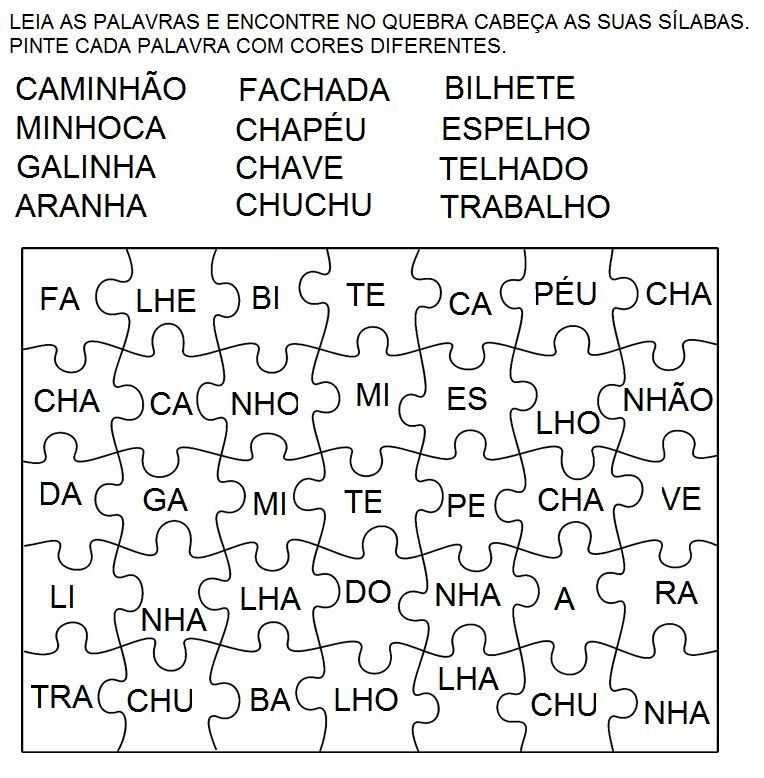 LEIA AS PALAVRAS E ENCONTRE NO QUEBRA CABEÇA AS SUAS SÍLABAS.
PINTE CADA PALAVRA COM CORES DIFERENTES.
CAMINHÃO FACHADA BILHETE
MINHOCA CHAPÉU ESPELHO
GALINHA CHAVE TELHADO
ARANHA CHUCHU TRABALHO
FA LHE BI TE CA PÉU CHA
CHA CA NHO MI ES LHO NHÃO
DA GA MI TE PE CHA VE
LI NHA LHA DO NHA A RA
TRA CHU BA LHO LHA CHU NHA